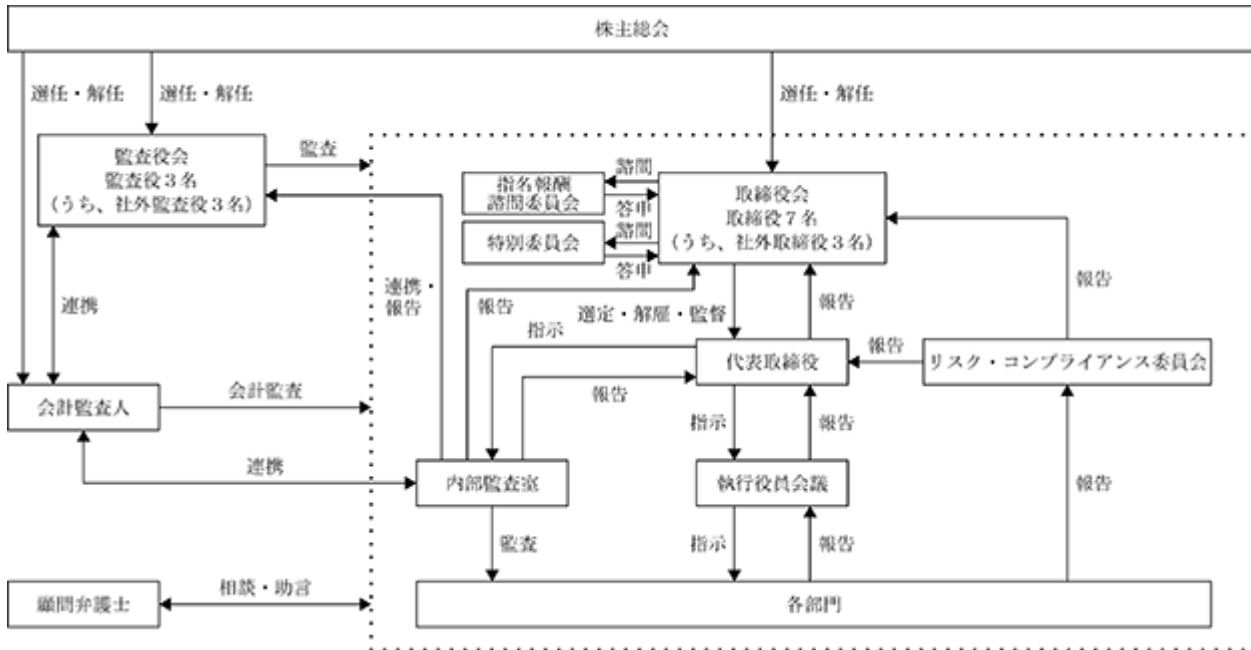 株主総会
選任・解任
選任・解任
選任・解任
監査役会
監査役3名
(うち、社外監査役3名)
監査
指名報酬
諮問委員会
諮問
答申
特別委員会
諮問
答申
取締役会
取締役7名
(うち、社外取締役3名)
連携
連携・
報告
報告
選定・解雇・監督
指示
報告
報告
代表取締役
報告
リスク・コンプライアンス委員会
会計監査人
会計監査
報告
指示
報告
連携
内部監査室
執行役員会議
報告
監査
指示
報告
顧問弁護士
相談・助言
各部門